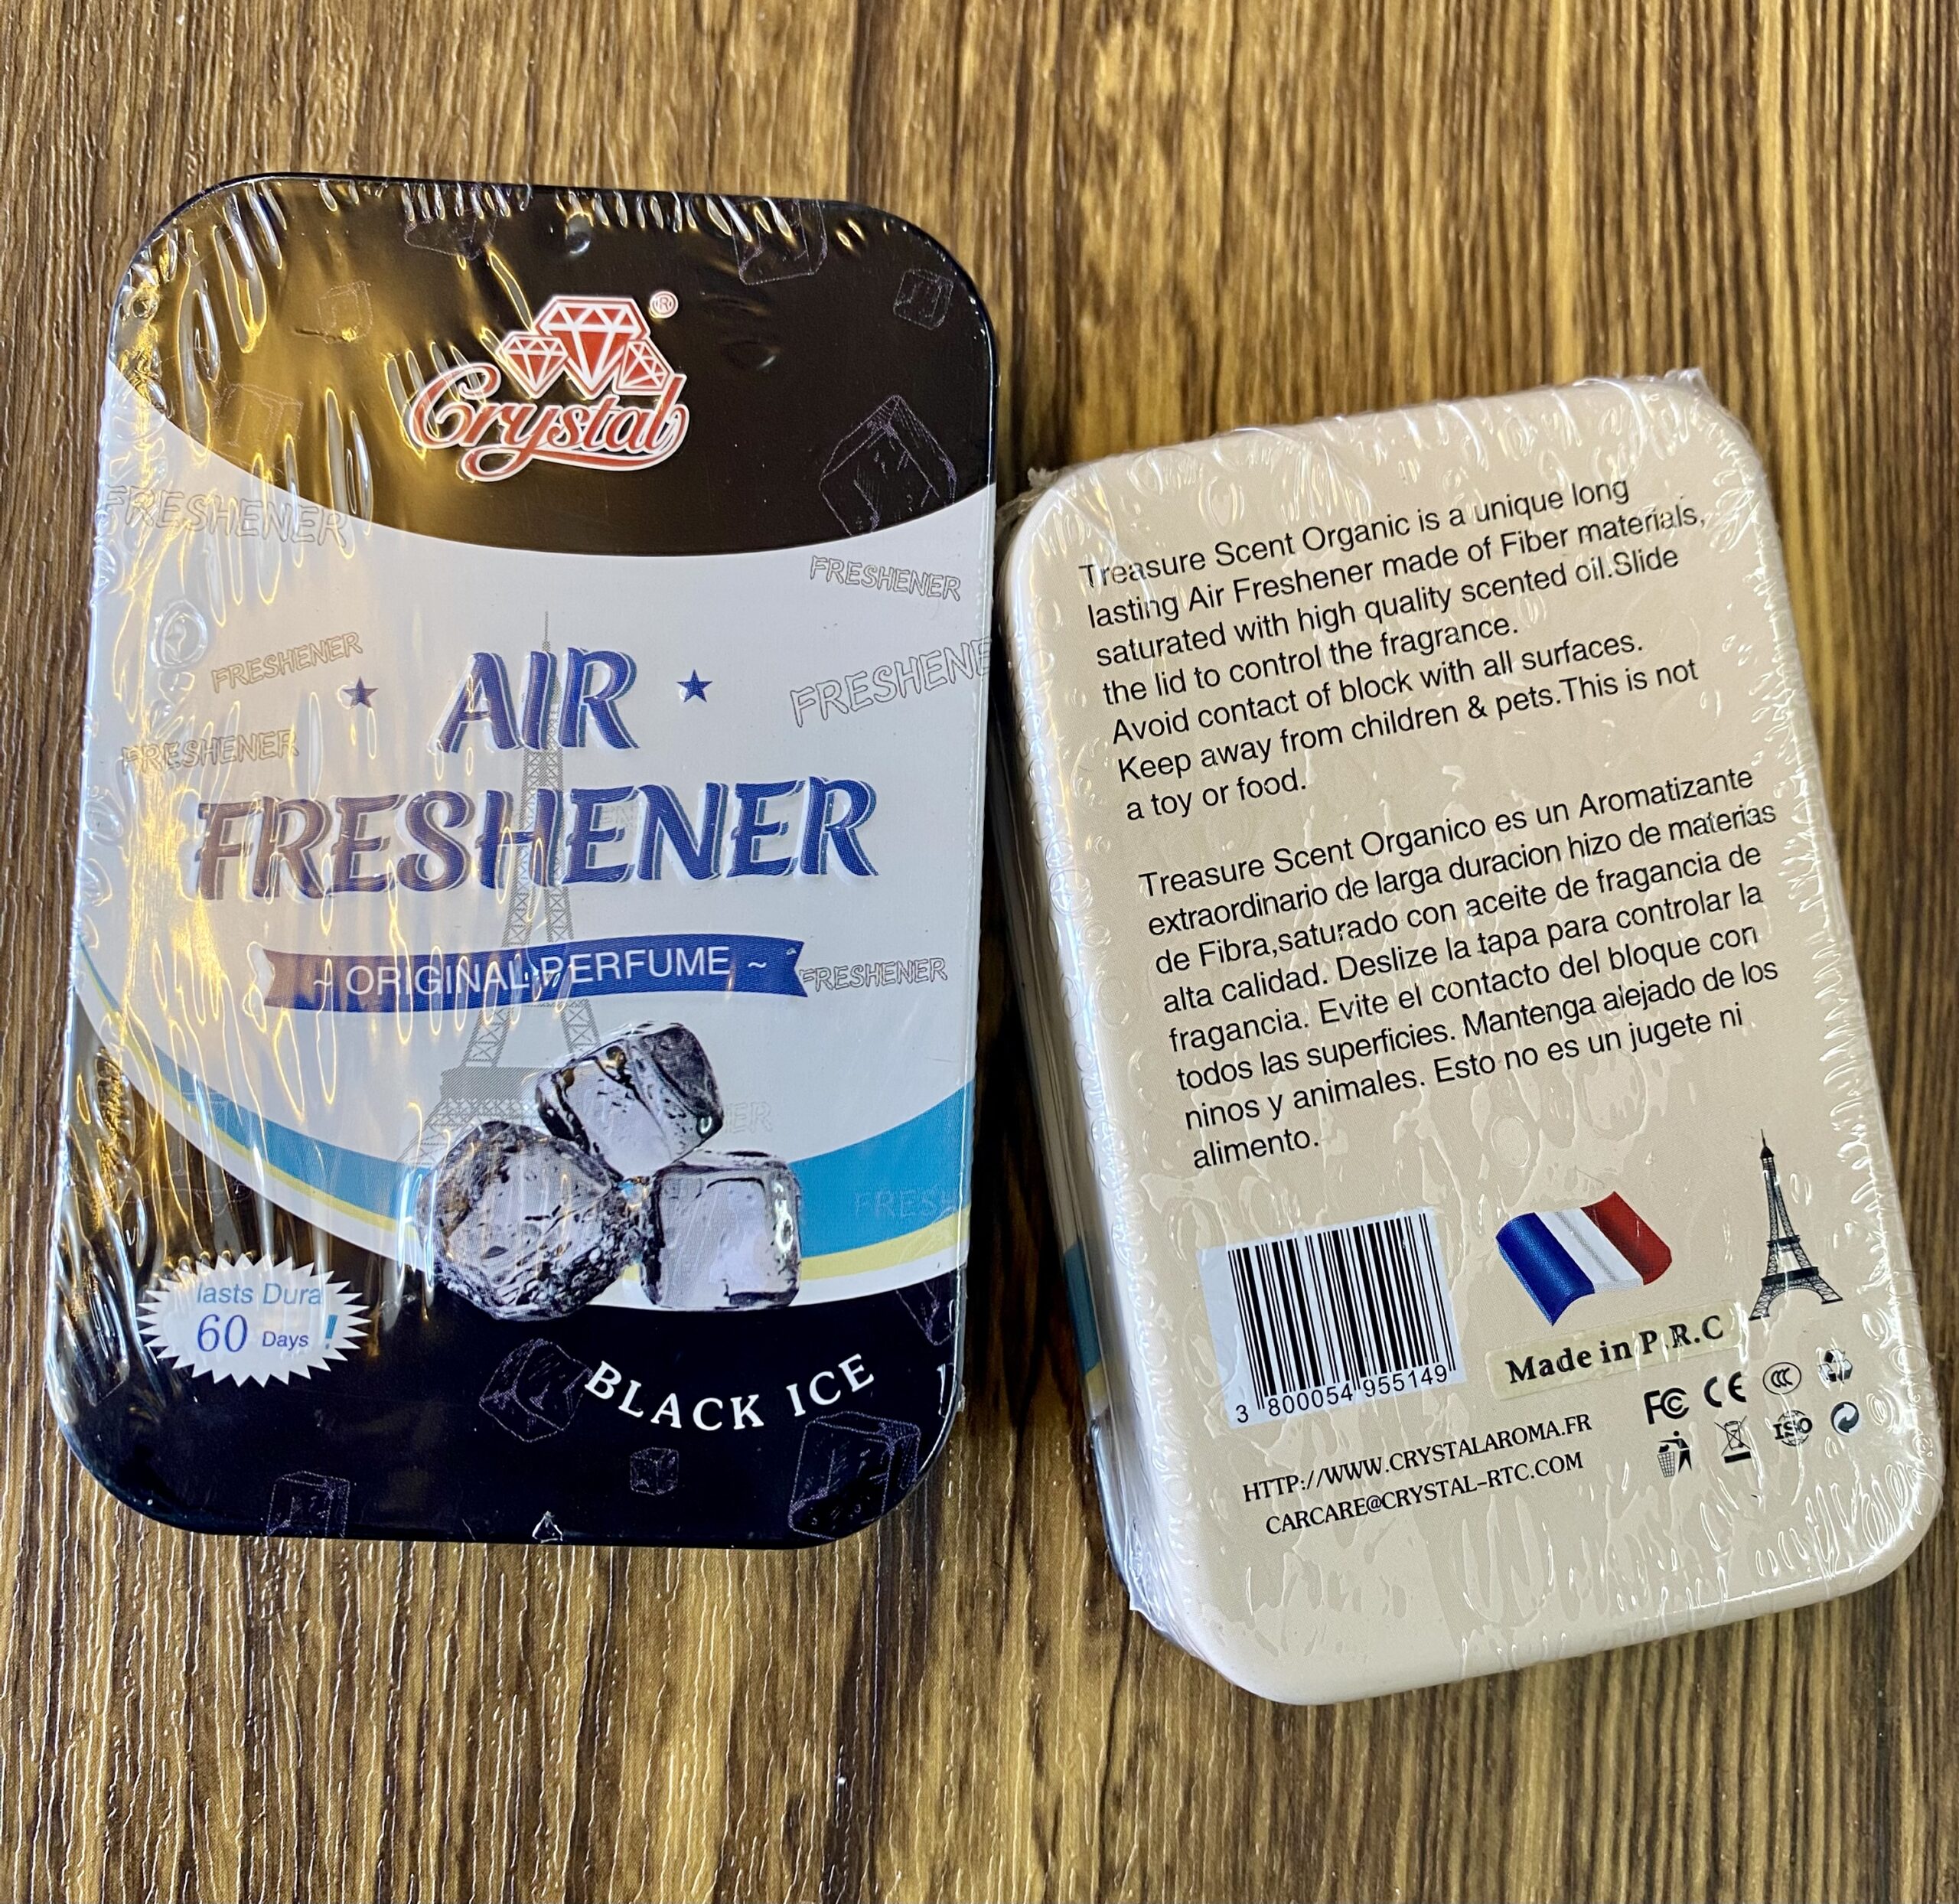 ®
Crystal
FRESHENER
FRESHENER
FRESHENER
FRESHENE
FRESHENER
AIR
FRESHENER
~ ORIGINAL PERFUME ~
FRESHENER
lasts Dura
60 Days !
BLACK ICE
Treasure Scent Organic is a unique long
lasting Air Freshener made of Fiber materials,
saturated with high quality scented oil.Slide
the lid to control the fragrance.
Avoid contact of block with all surfaces.
Keep away from children & pets.This is not
a toy or food.
Treasure Scent Organico es un Aromatizante
extraordinario de larga duracion hizo de materias
de Fibra,saturado con aceite de fragancia de
alta calidad. Deslize la tapa para controlar la
fragancia. Evite el contacto del bloque con
todos las superficies. Mantenga alejado de los
ninos y animales. Esto no es un jugete ni
alimento.
Made in P.R.C
3 800054 955149
FC CE CCC
ISO
HTTP://WWW.CRYSTALAROMA.FR
CARCARE@CRYSTAL-RTC.COM